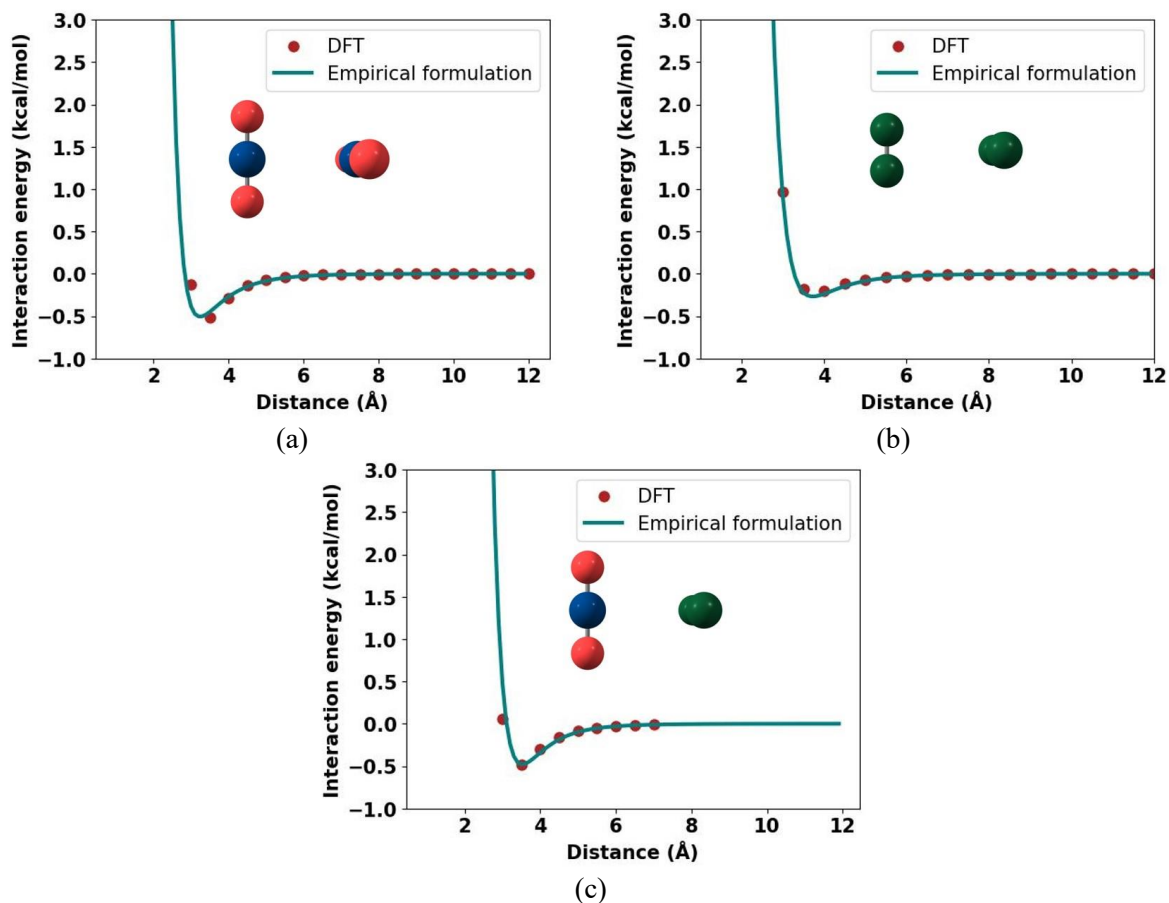 3.0
2.5
2.0
1.5
1.0
0.5
0.0
−0.5
−1.0
Interaction energy (kcal/mol)
DFT
Empirical formulation
2 4 6 8 10 12
Distance (Å)
(a)
3.0
2.5
2.0
1.5
1.0
0.5
0.0
−0.5
−1.0
Interaction energy (kcal/mol)
DFT
Empirical formulation
2 4 6 8 10 12
Distance (Å)
(b)
3.0
2.5
2.0
1.5
1.0
0.5
0.0
−0.5
−1.0
Interaction energy (kcal/mol)
DFT
Empirical formulation
2 4 6 8 10 12
Distance (Å)
(c)